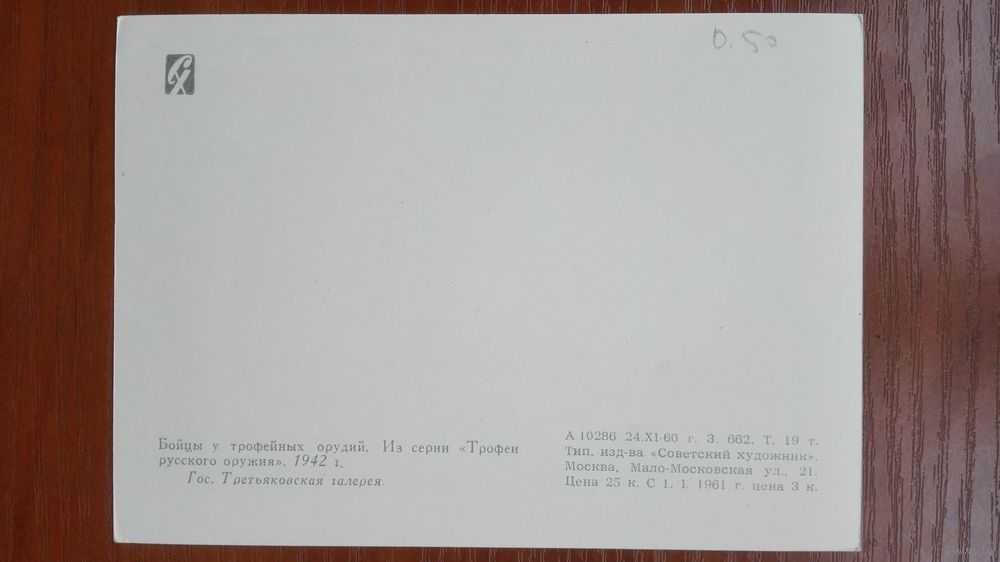 0.50
СХ
Бойцы у трофейных орудий. Из серии «Трофеи
русского оружия». 1942 г.
Гос. Третьяковская галерея
А 10286 24.XI-60 г. З. 662. Т. 19 т.
Тип. изд-ва «Советский художник».
Москва, Мало-Московская ул., 21.
Цена 25 к. С 1. I. 1961 г. цена 3 к.